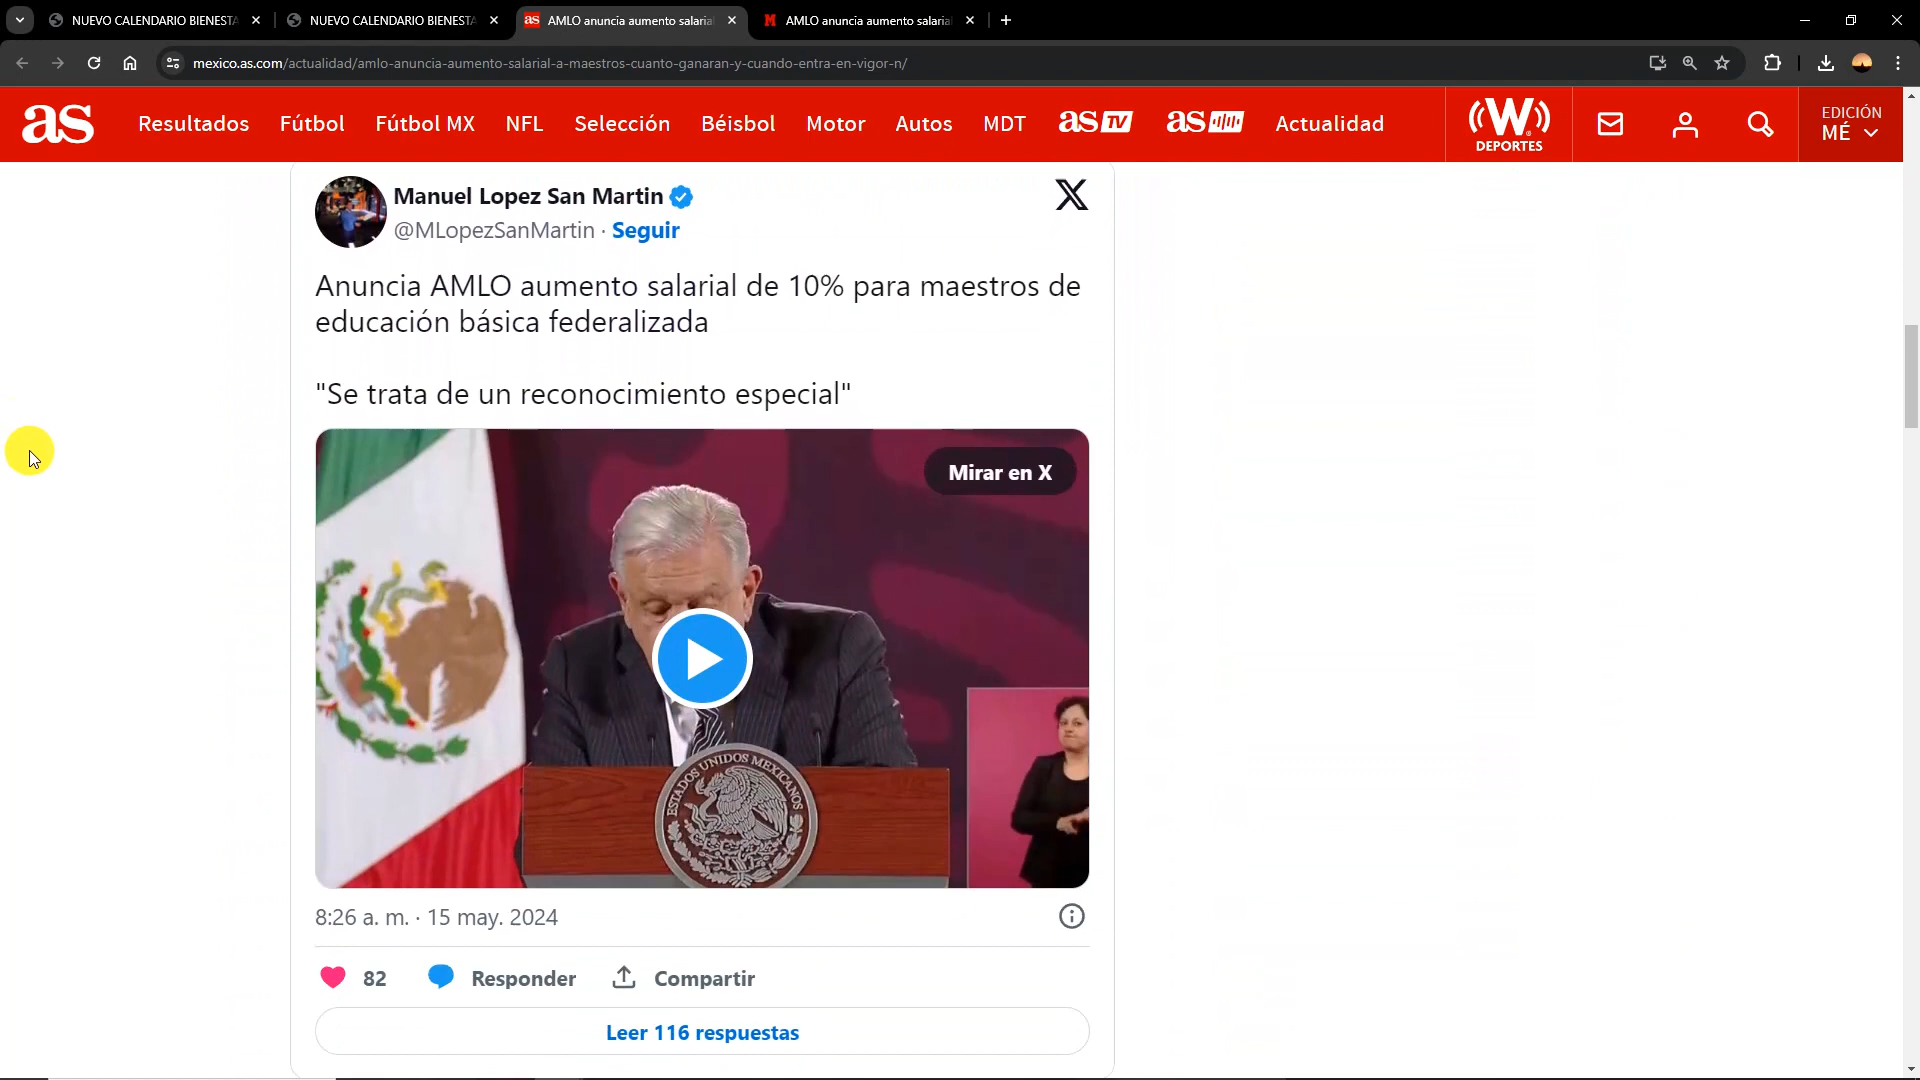 NUEVO CALENDARIO BIENESTA
NUEVO CALENDARIO BIENESTA
as AMLO anuncia aumento salarial
M AMLO anuncia aumento salarial
mexico.as.com/actualidad/amlo-anuncia-aumento-salarial-a-maestros-cuanto-ganaran-y-cuando-entra-en-vigor-n/
as
Resultados
Fútbol
Fútbol MX
NFL
Selección
Béisbol
Motor
Autos
MDT
as TV
as
Actualidad
W
DEPORTES
EDICIÓN
MÉ
Manuel Lopez San Martin
@MLopezSanMartin · Seguir
X
Anuncia AMLO aumento salarial de 10% para maestros de
educación básica federalizada
"Se trata de un reconocimiento especial"
Mirar en X
ESTADOS UNIDOS MEXICANOS
8:26 a. m. · 15 may. 2024
82
Responder
Compartir
Leer 116 respuestas